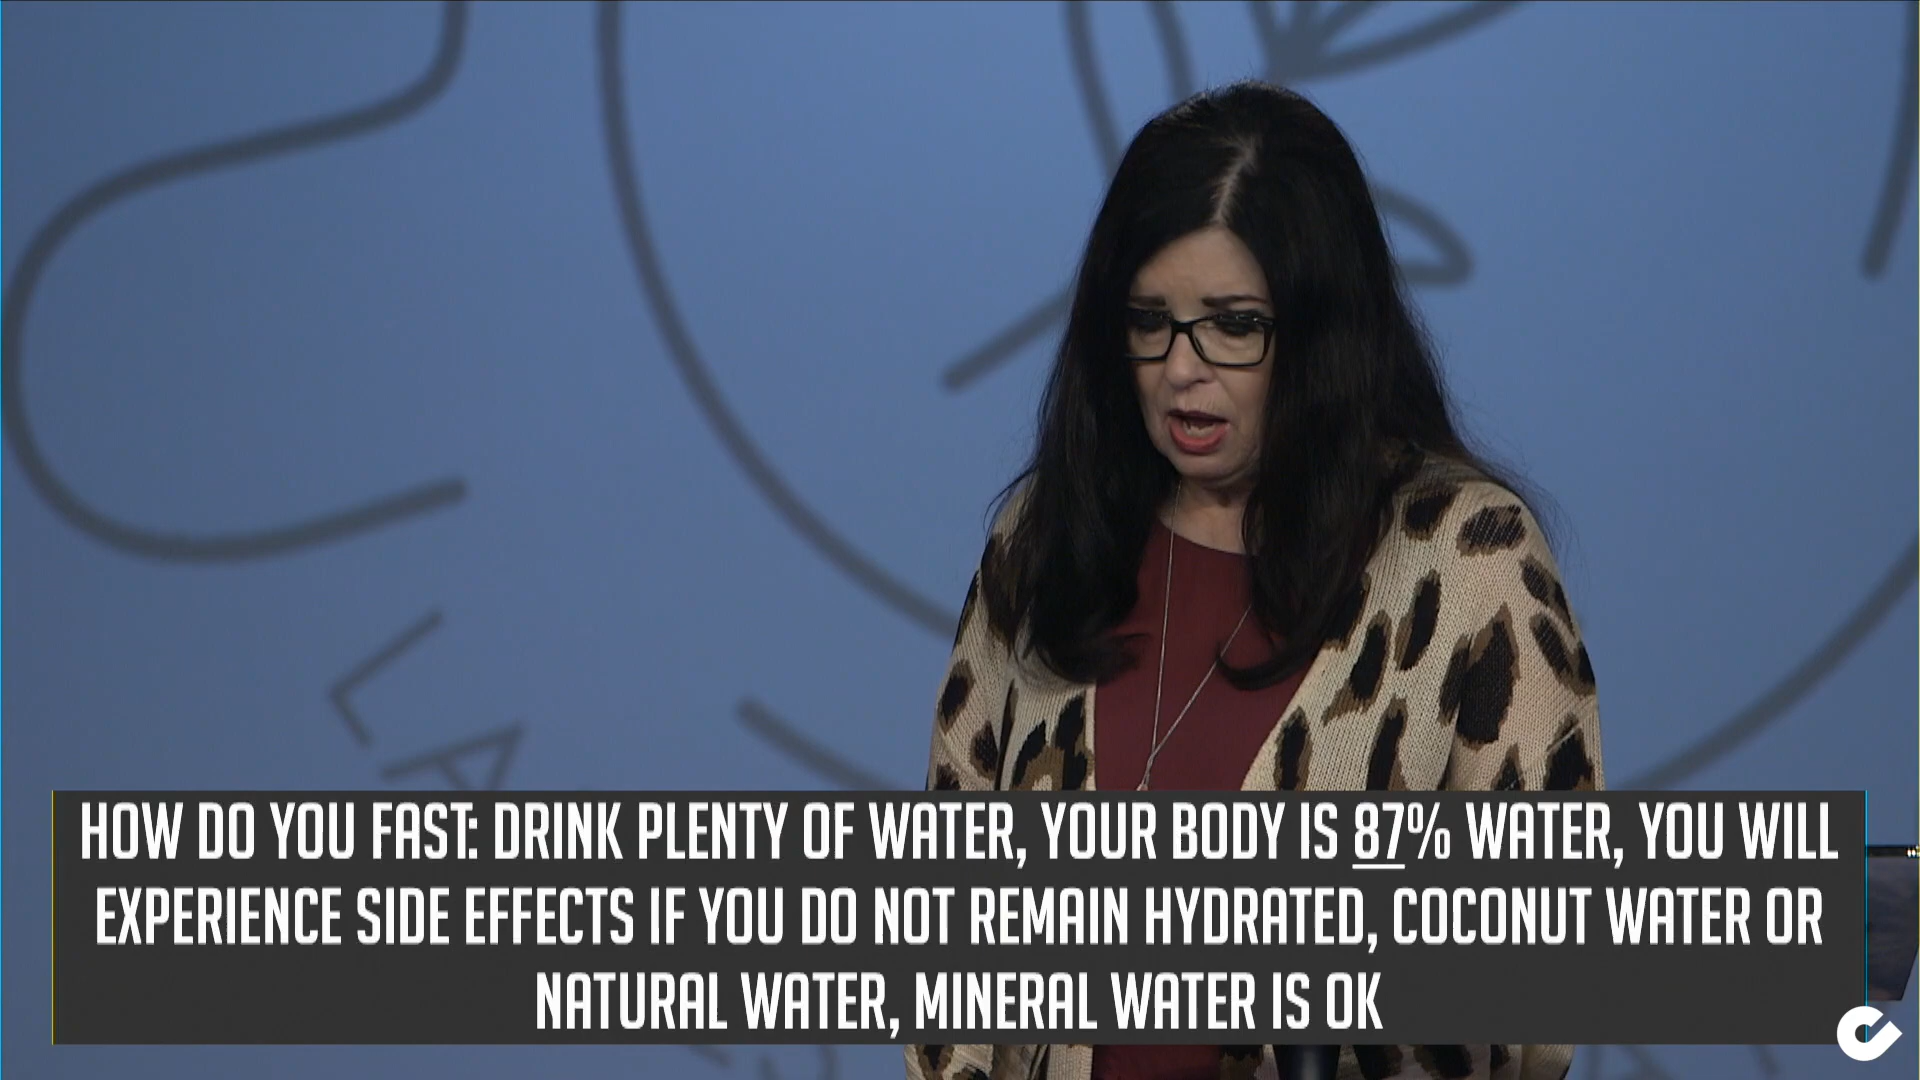 LA
HOW DO YOU FAST: DRINK PLENTY OF WATER, YOUR BODY IS 87% WATER, YOU WILL
EXPERIENCE SIDE EFFECTS IF YOU DO NOT REMAIN HYDRATED, COCONUT WATER OR
NATURAL WATER, MINERAL WATER IS OK